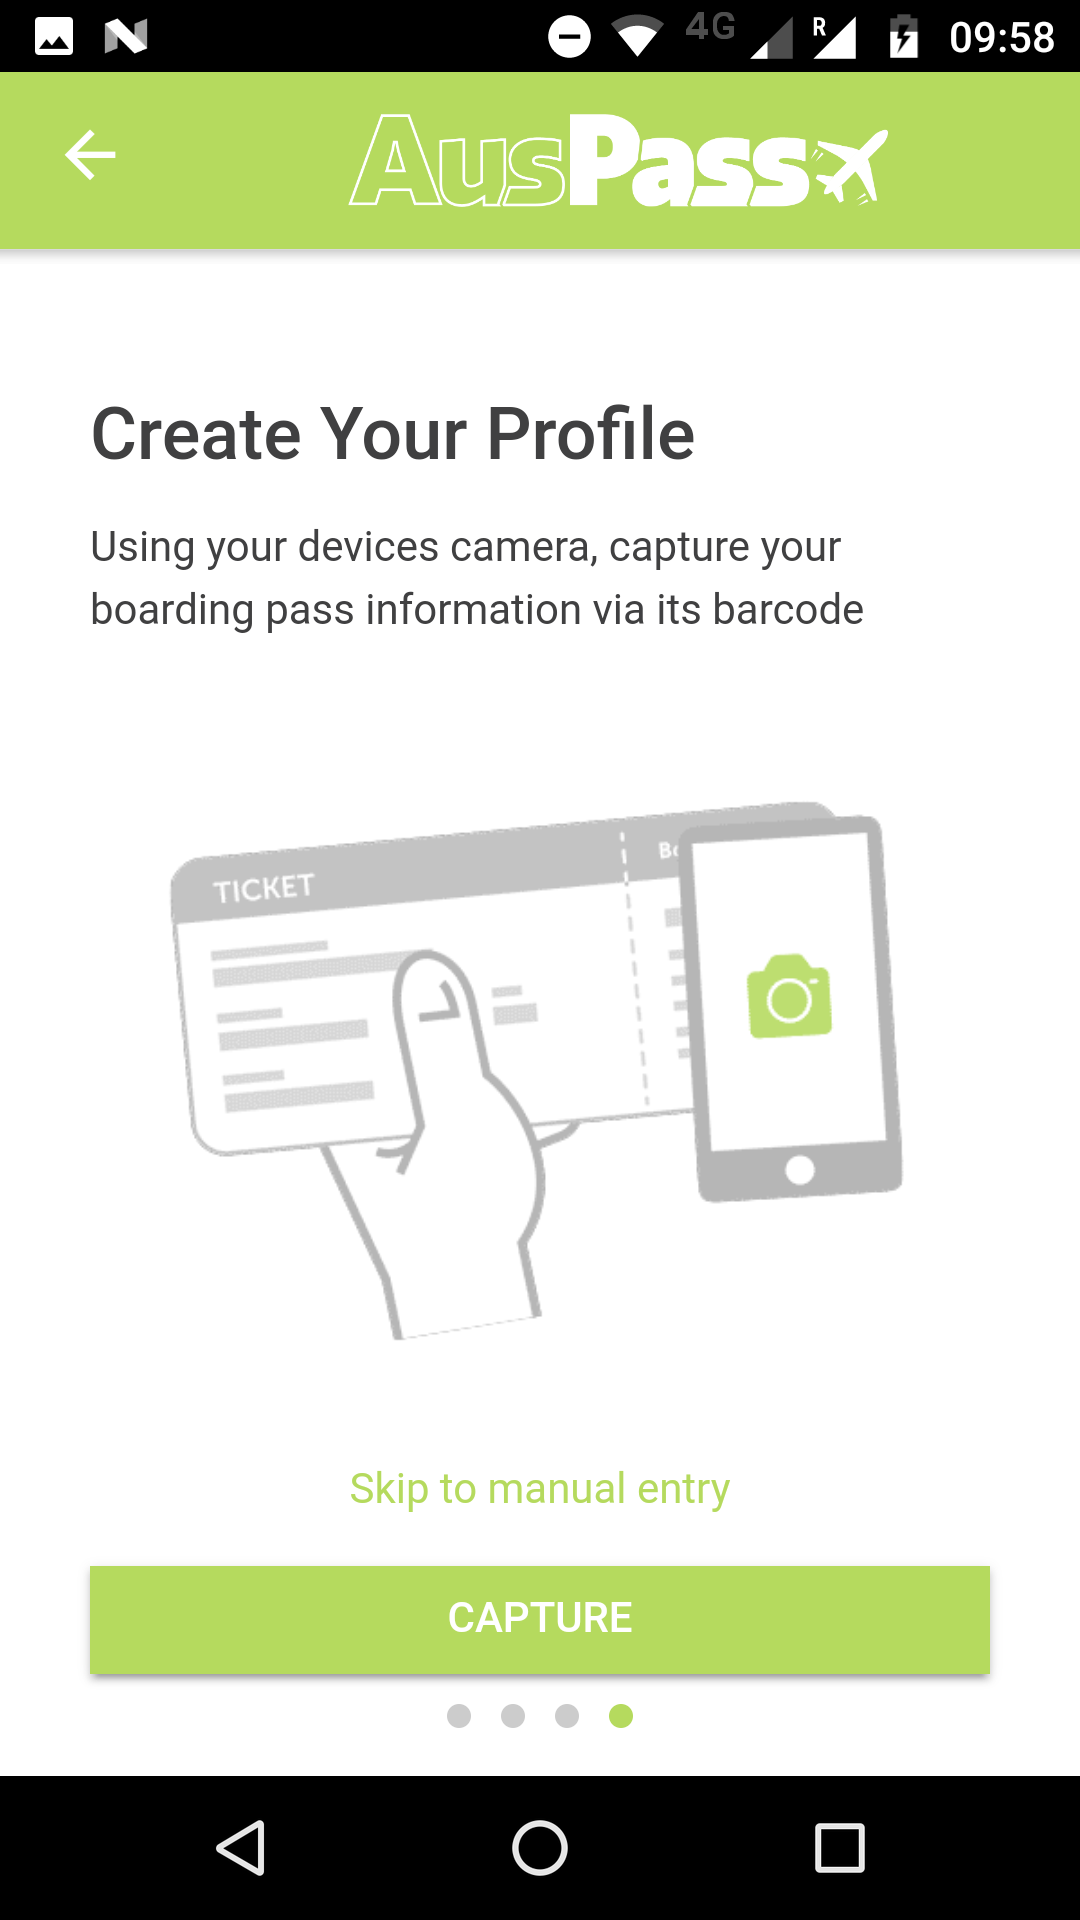 4G
R
09:58
AusPass
Create Your Profile
Using your devices camera, capture your
boarding pass information via its barcode
TICKET
Skip to manual entry
CAPTURE